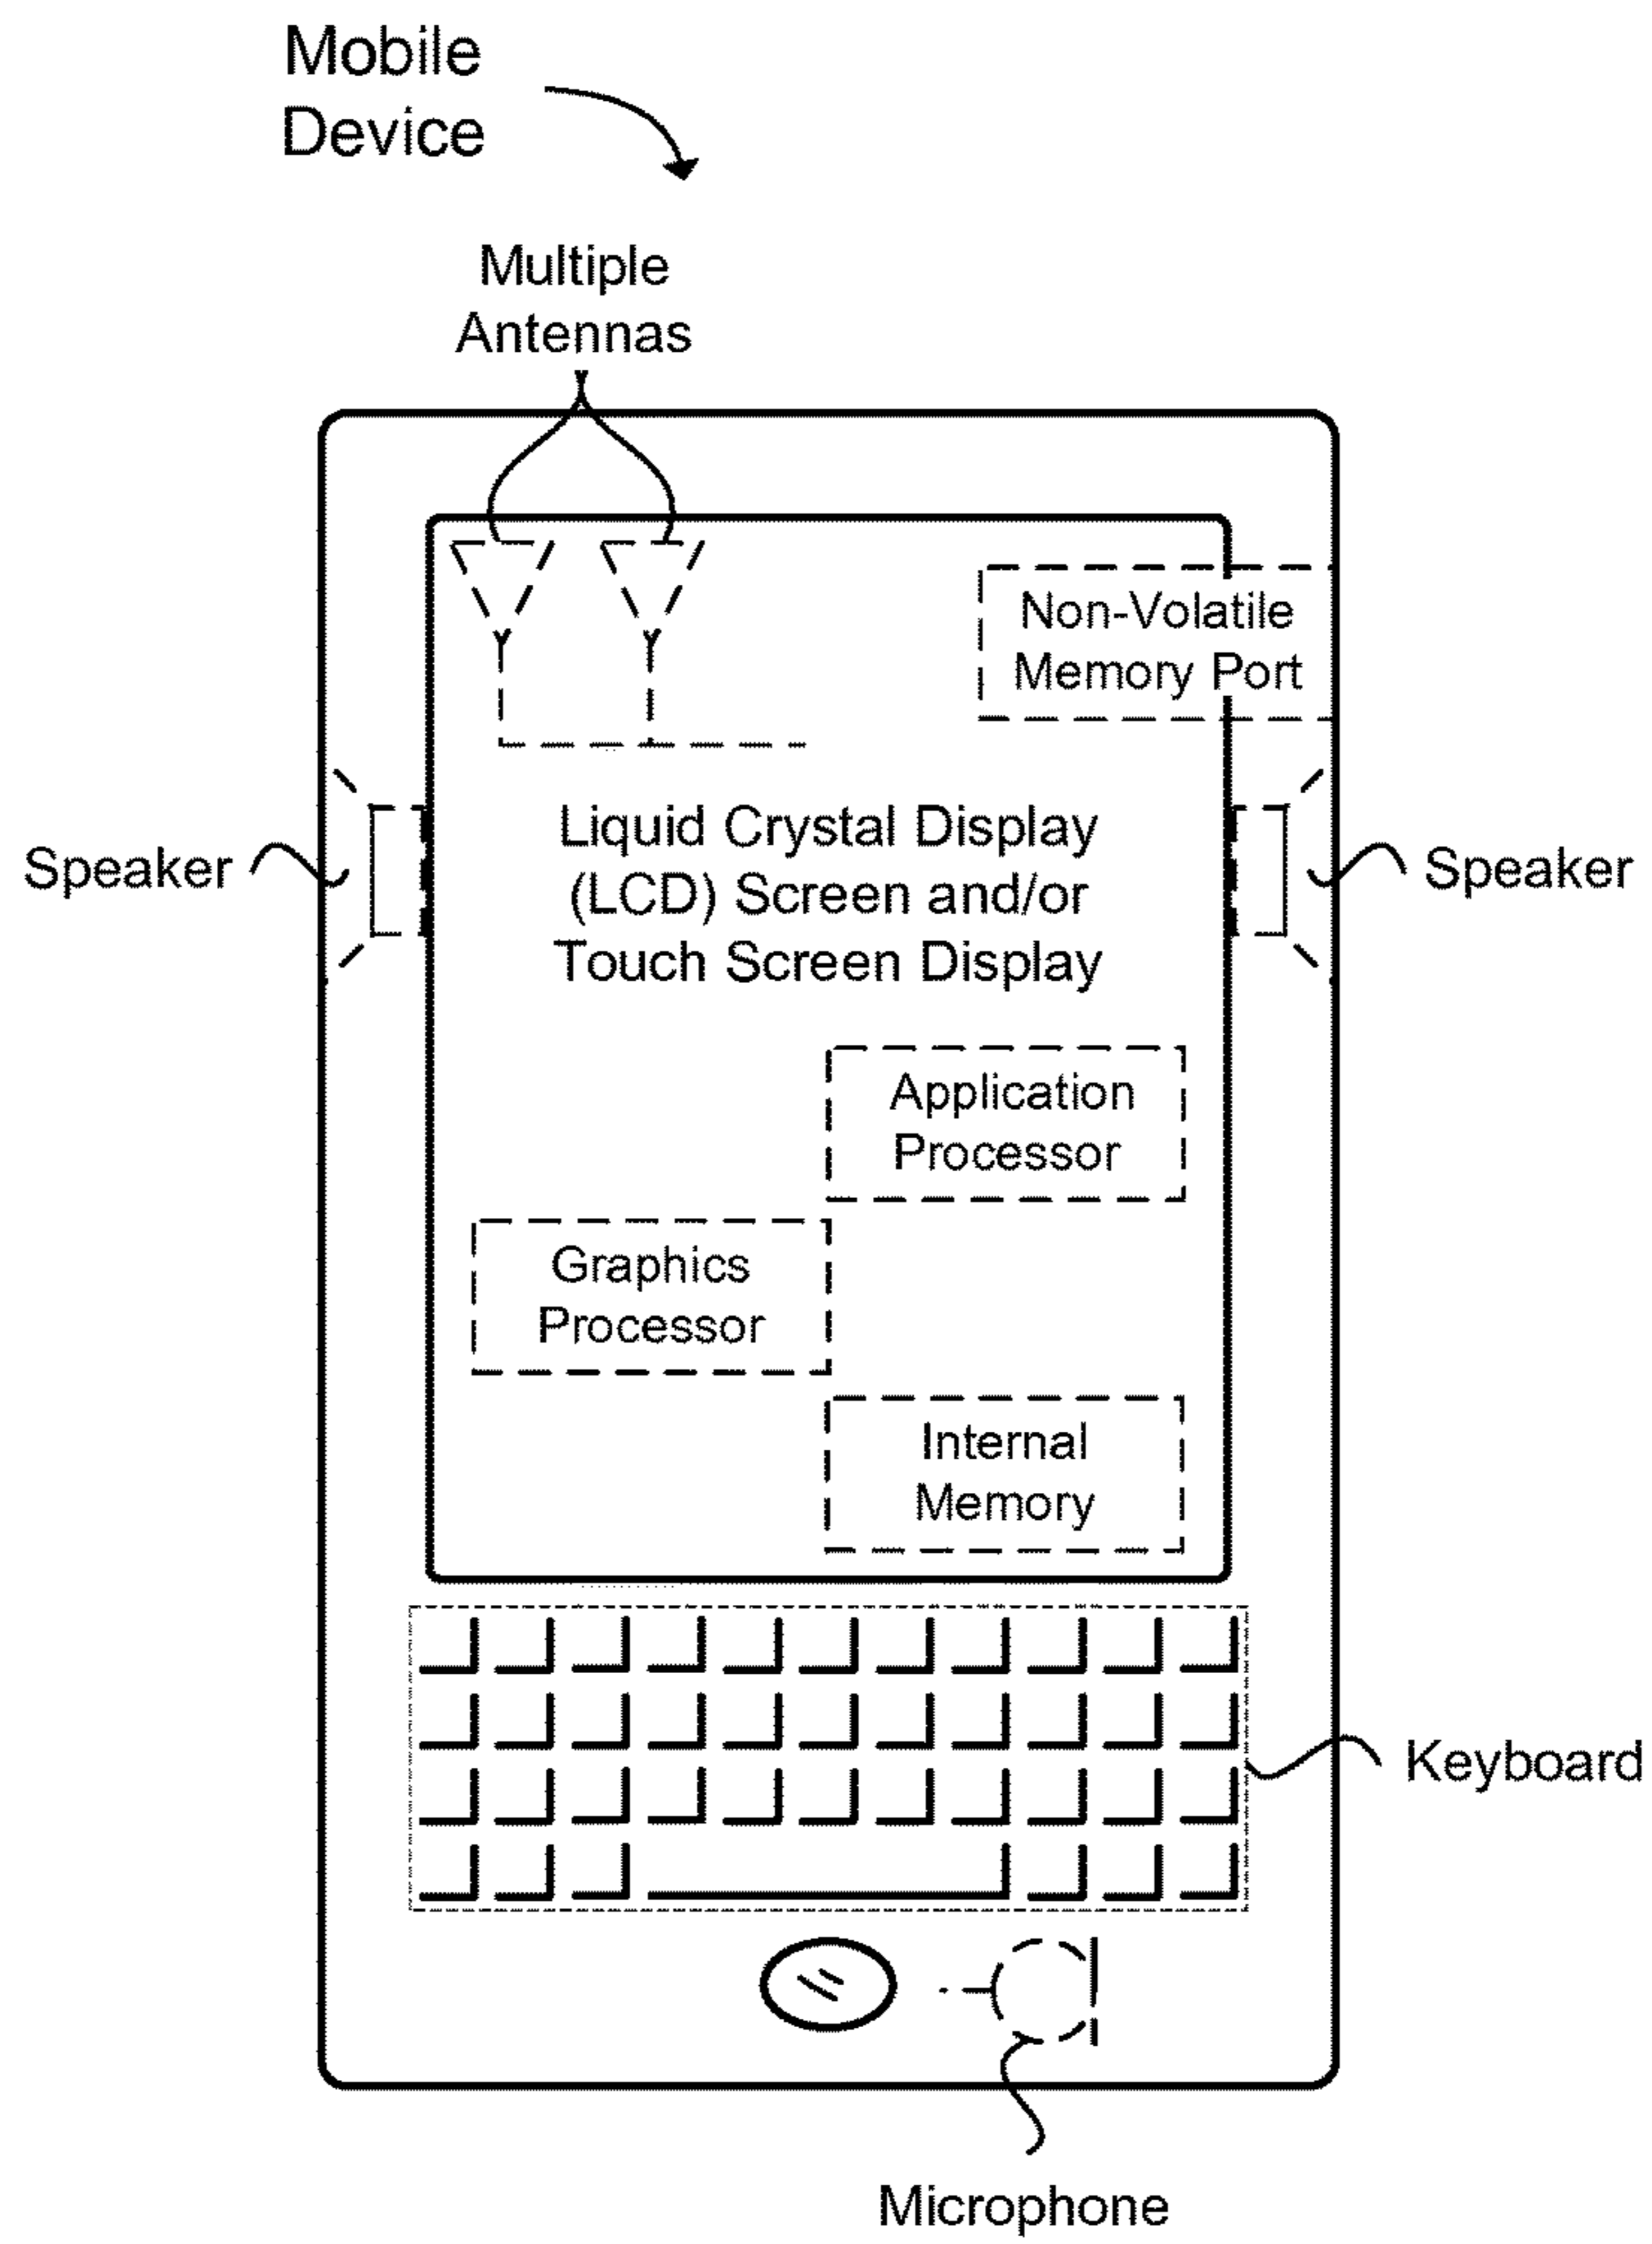 Mobile
Device
Multiple
Antennas
Non-Volatile
Memory Port
Speaker
Liquid Crystal Display
(LCD) Screen and/or
Touch Screen Display
Speaker
Application
Processor
Graphics
Processor
Internal
Memory
Keyboard
Microphone